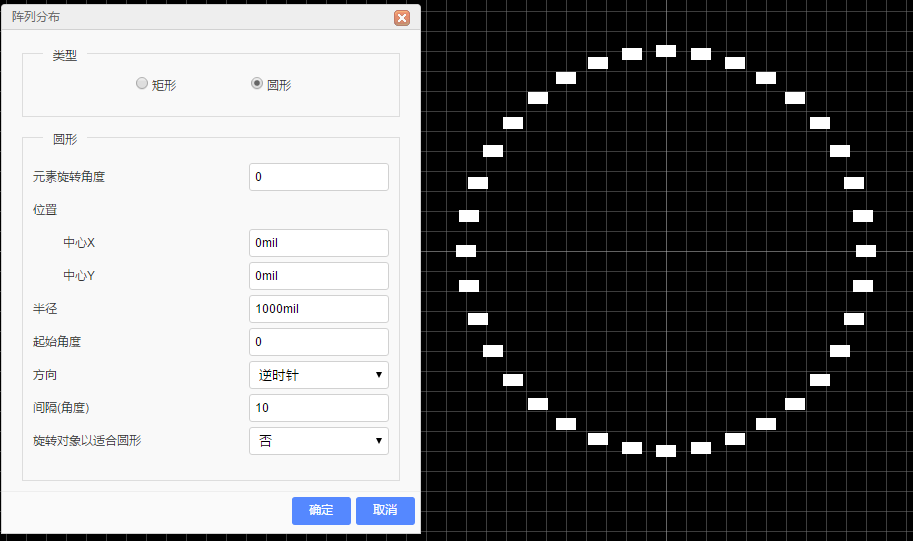 阵列分布
类型
矩形 圆形
圆形
元素旋转角度 0
位置
中心X 0mil
中心Y 0mil
半径 1000mil
起始角度 0
方向 逆时针
间隔(角度) 10
旋转对象以适合圆形 否
确定 取消